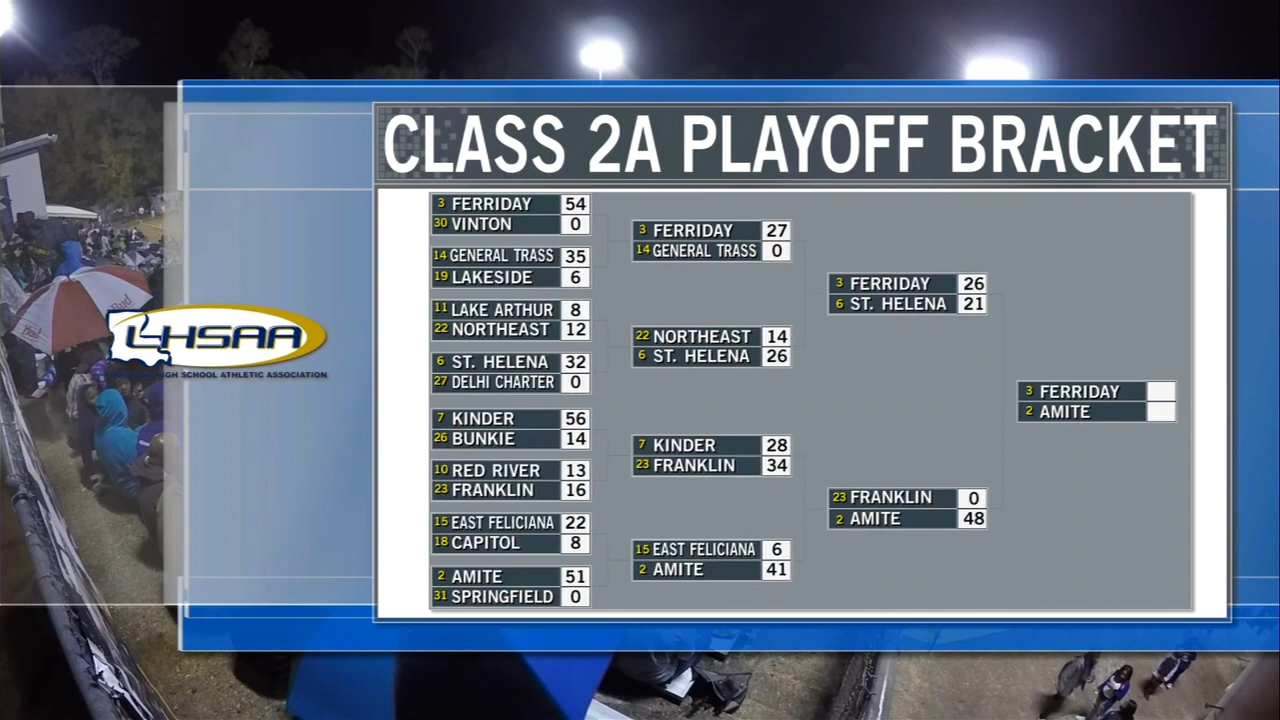 CLASS 2A PLAYOFF BRACKET
3 FERRIDAY 54
30 VINTON 0
14 GENERAL TRASS 35
19 LAKESIDE 6
11 LAKE ARTHUR 8
22 NORTHEAST 12
6 ST. HELENA 32
27 DELHI CHARTER 0
7 KINDER 56
26 BUNKIE 14
10 RED RIVER 13
23 FRANKLIN 16
15 EAST FELICIANA 22
18 CAPITOL 8
2 AMITE 51
31 SPRINGFIELD 0
3 FERRIDAY 27
14 GENERAL TRASS 0
22 NORTHEAST 14
6 ST. HELENA 26
7 KINDER 28
23 FRANKLIN 34
15 EAST FELICIANA 6
2 AMITE 41
3 FERRIDAY 26
6 ST. HELENA 21
23 FRANKLIN 0
2 AMITE 48
3 FERRIDAY
2 AMITE
LHSAA
HIGH SCHOOL ATHLETIC ASSOCIATION